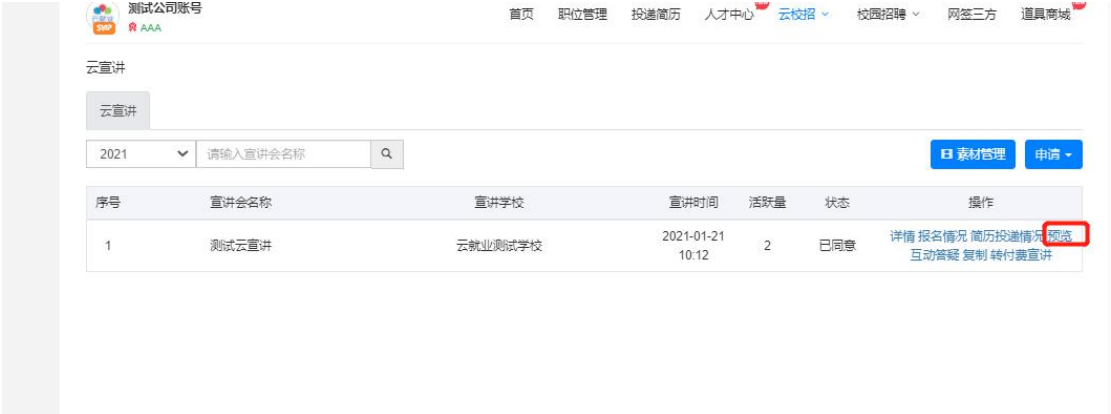 测试公司账号
AAA
云就业
SVIP
首页 职位管理 投递简历 人才中心 云校招 校园招聘 网签三方 道具商城
云宣讲
云宣讲
2021 请输入宣讲会名称 素材管理 申请
序号 宣讲会名称 宣讲学校 宣讲时间 活跃量 状态 操作
1 测试云宣讲 云就业测试学校 2021-01-21 10:12 2 已同意 详情 报名情况 简历投递情况 预览
互动答疑 复制 转付费宣讲